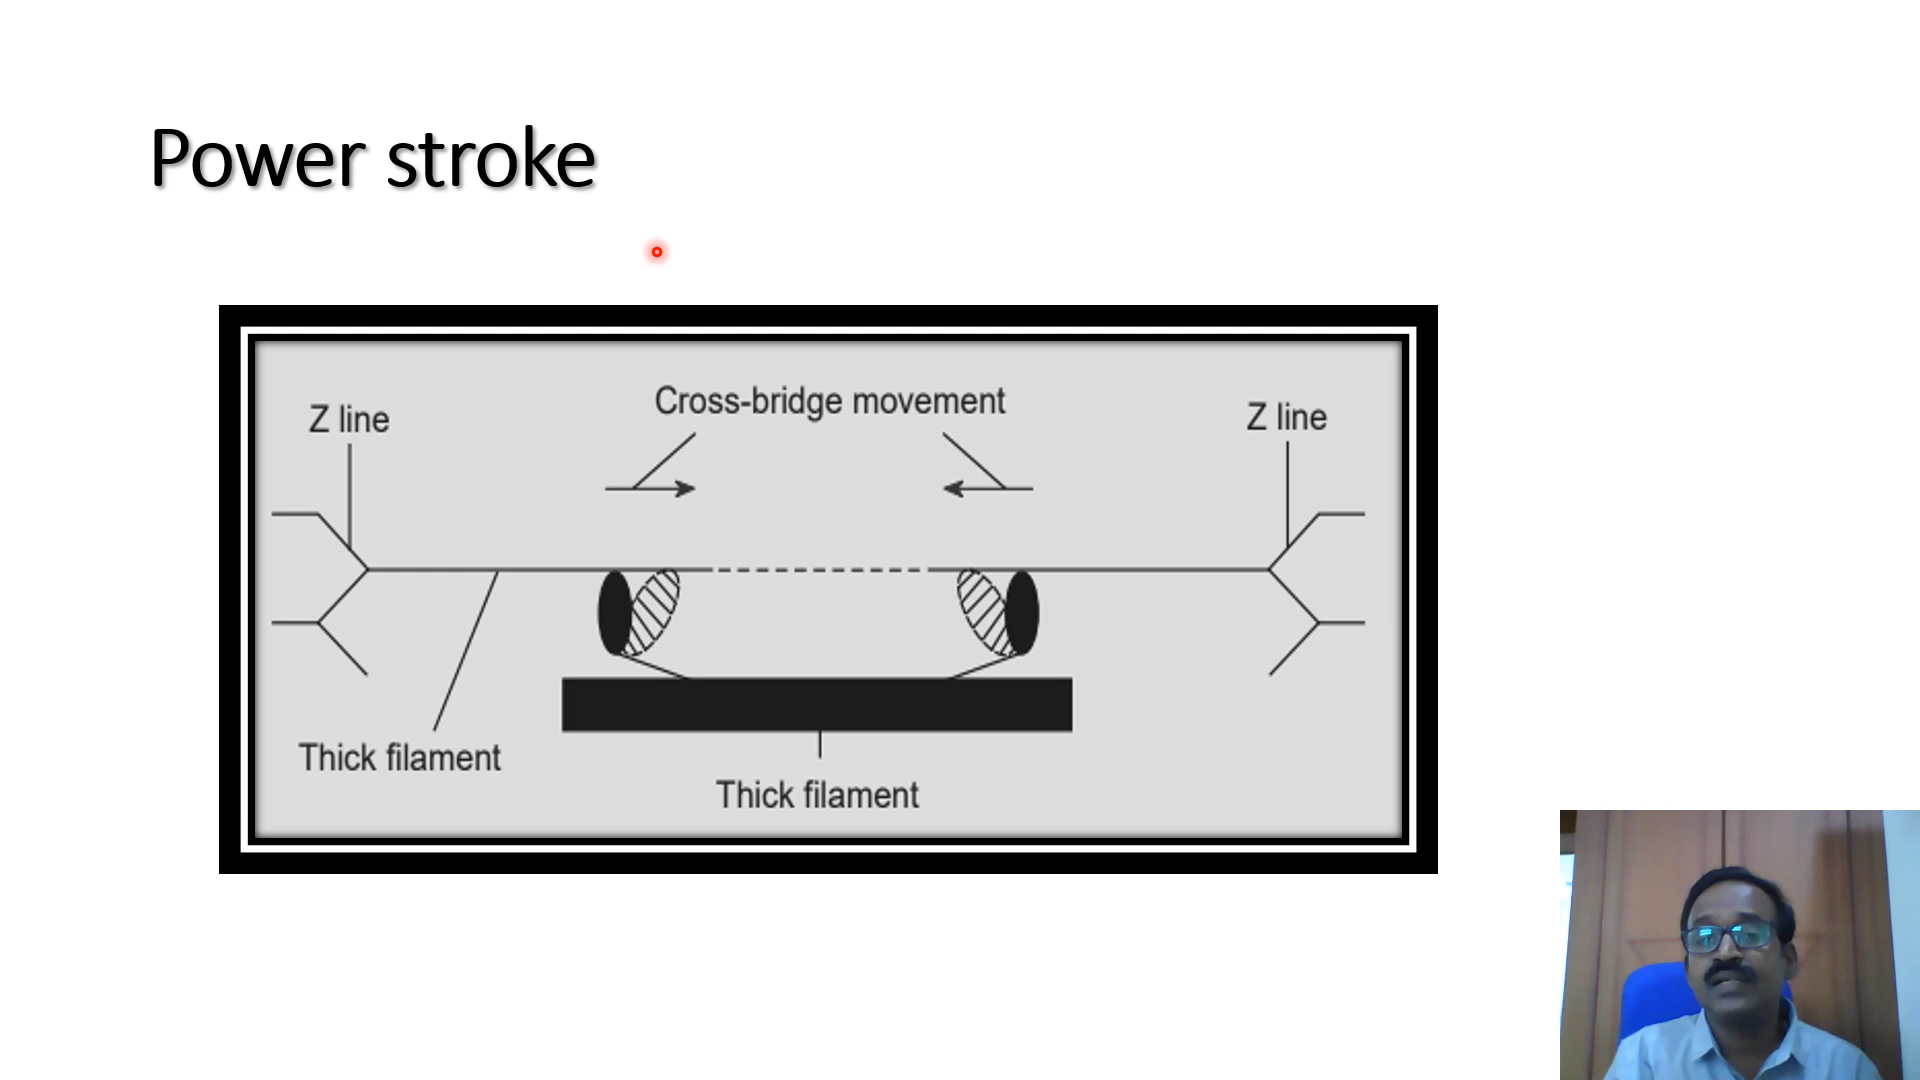 Power stroke
Cross-bridge movement
Z line
Z line
Thick filament
Thick filament